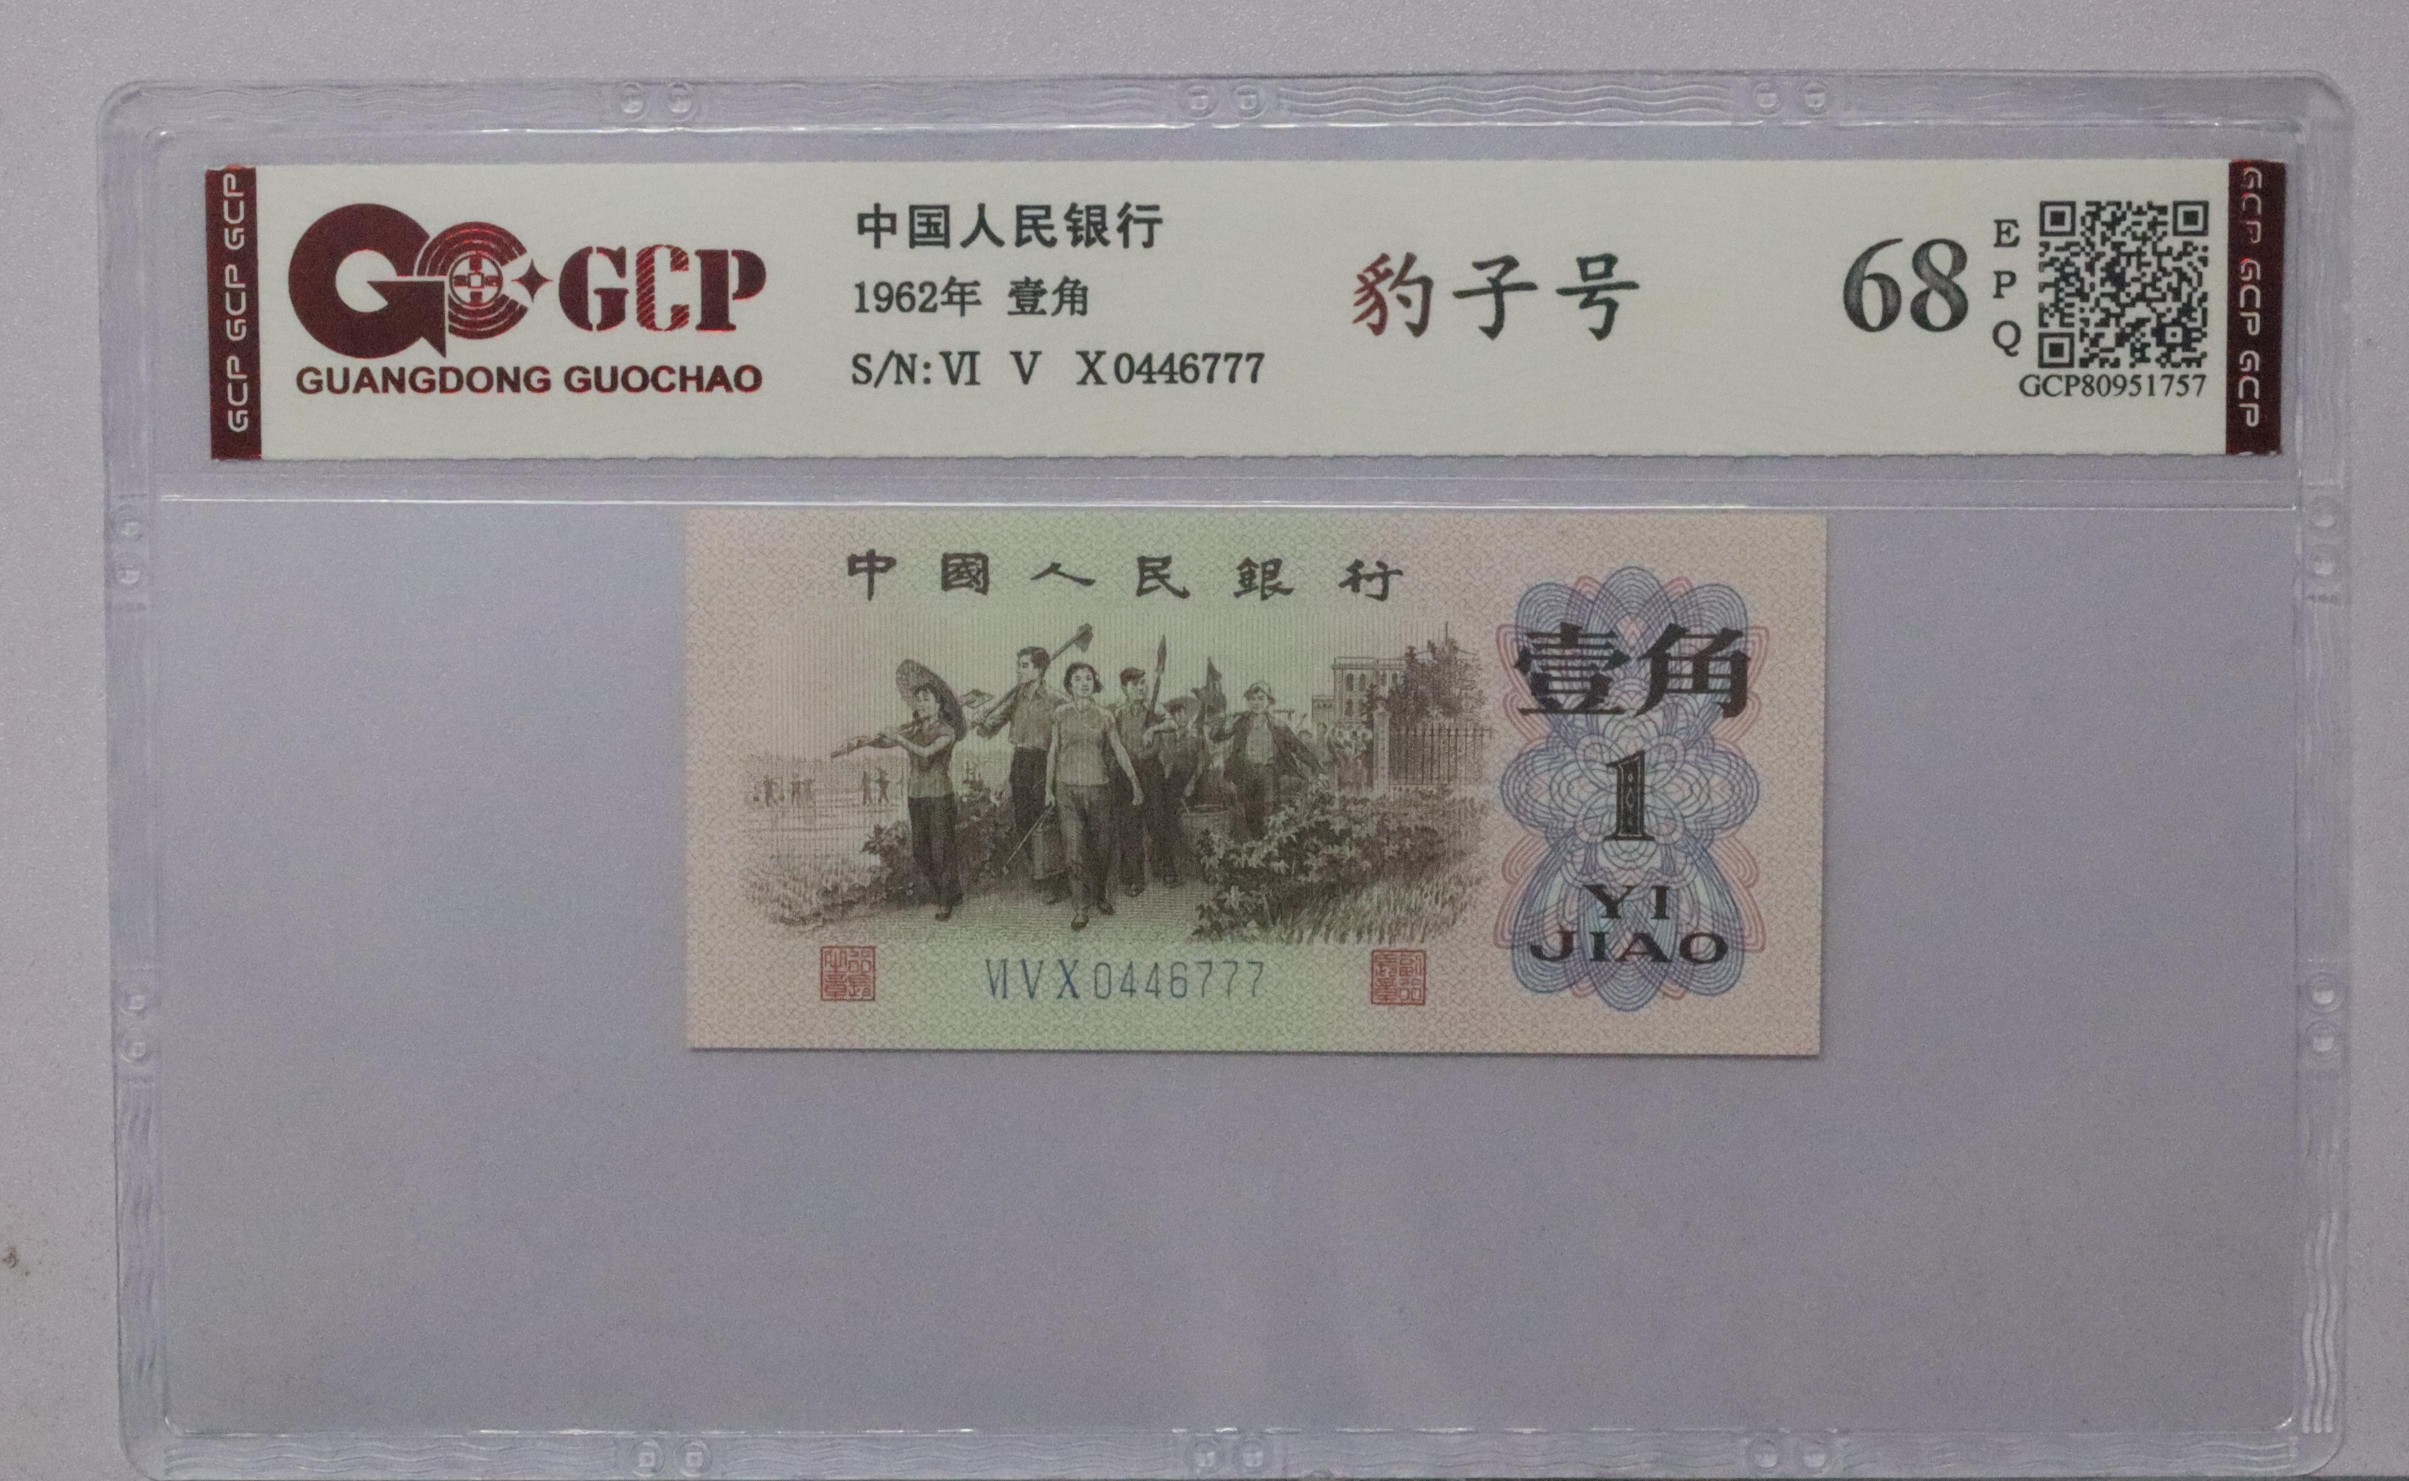 GCP GCP GCP
GCP
GUANGDONG GUOCHAO
中国人民银行
1962年 壹角
S/N: VI V X 0446777
豹子号
68
E
P
Q
GCP80951757
GCP GCP GCP
中國人民銀行
壹角
1
YI
JIAO
VI V X 0446777